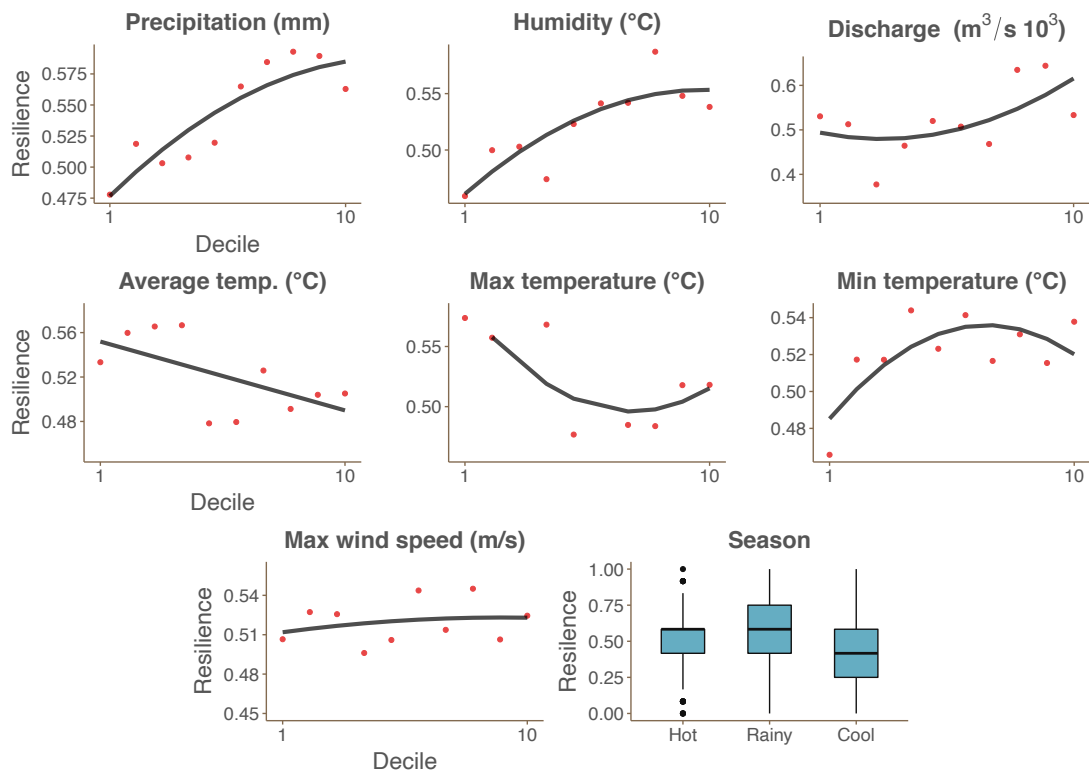 Precipitation (mm)
Humidity (°C)
Discharge (m³/s 10³)
Resilience
0.575
0.550
0.525
0.500
0.475
0.55
0.50
0.6
0.5
0.4
1
10
1
10
1
10
Decile
Average temp. (°C)
Max temperature (°C)
Min temperature (°C)
Resilience
0.56
0.52
0.48
0.55
0.50
0.54
0.52
0.50
0.48
1
10
1
10
1
10
Decile
Max wind speed (m/s)
Season
Resilience
0.54
0.51
0.48
0.45
Resilence
1.00
0.75
0.50
0.25
0.00
1
10
Hot
Rainy
Cool
Decile